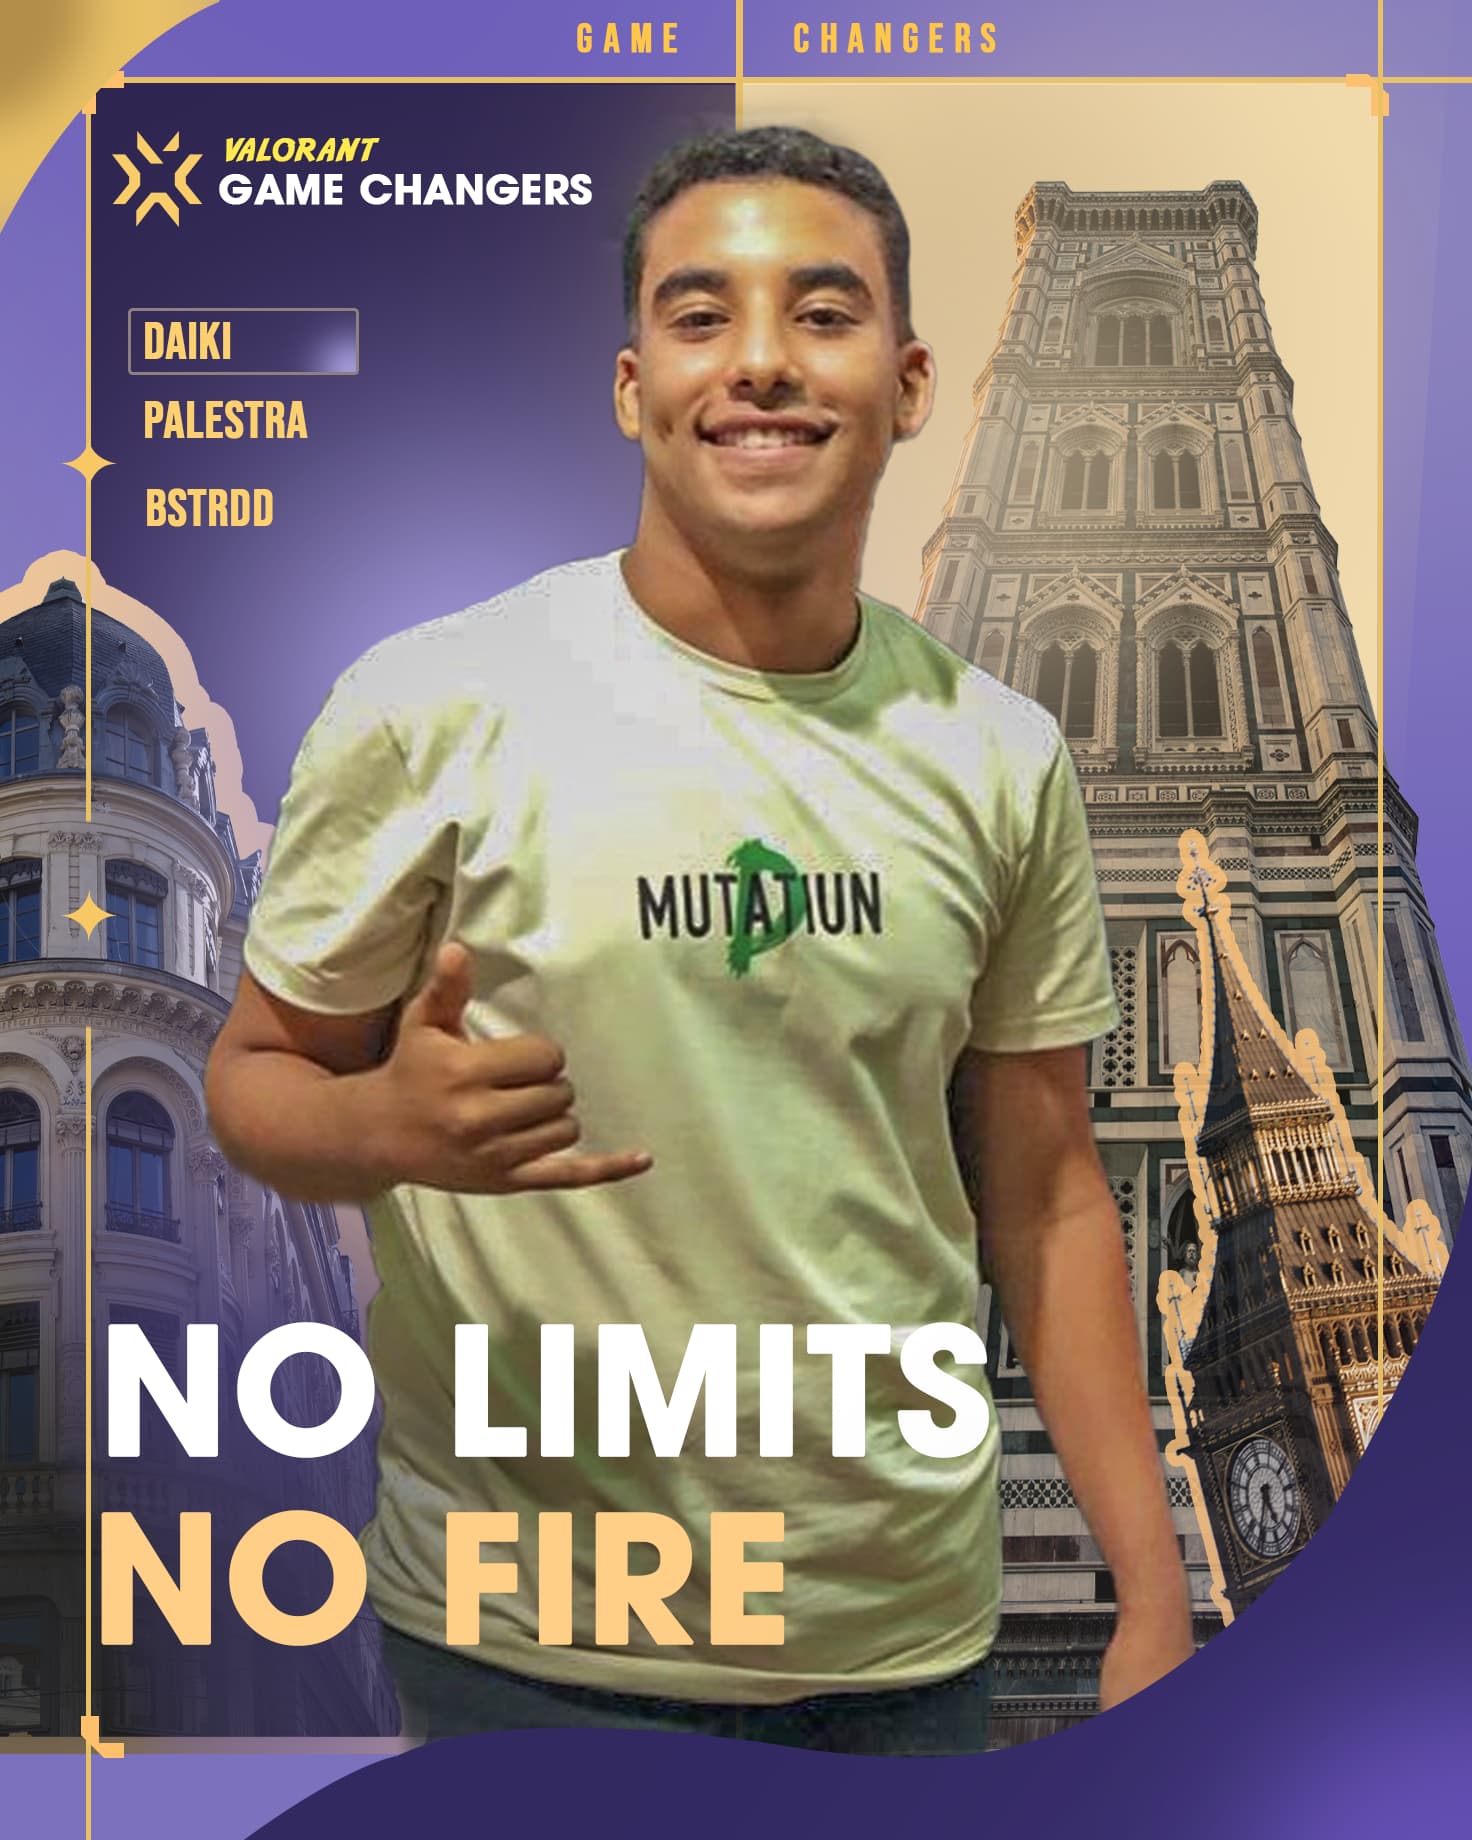 GAME CHANGERS
VALORANT
GAME CHANGERS
DAIKI
PALESTRA
BSTRDD
MUTATIUN
NO LIMITS
NO FIRE